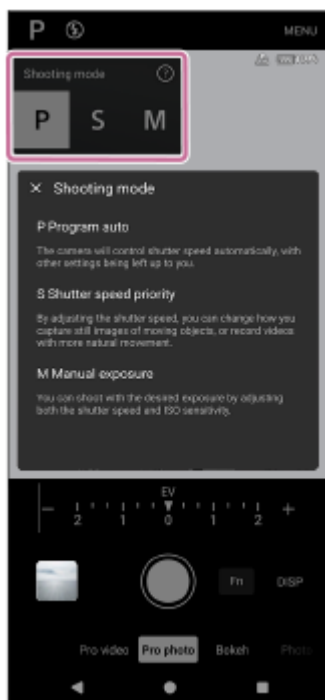 P MENU
Shooting mode ?
P S M
× Shooting mode
P Program auto
The camera will control shutter speed automatically, with
other settings being left up to you.
S Shutter speed priority
By adjusting the shutter speed, you can change how you
capture still images of moving objects, or record videos
with more natural movement.
M Manual exposure
You can shoot with the desired exposure by adjusting
both the shutter speed and ISO sensitivity.
EV
− 2 1 0 1 2 +
Fn DISP
Pro video Pro photo Bokeh Photo